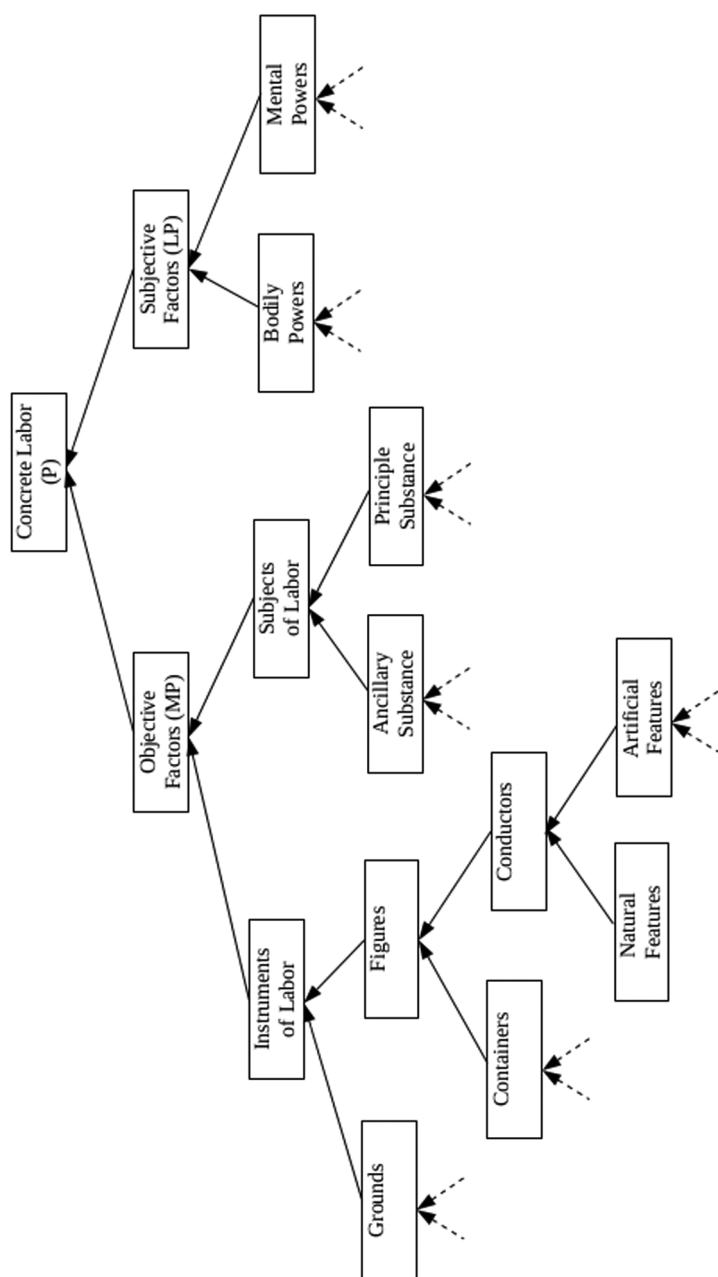 Concrete Labor
(P)
Objective
Factors (MP)
Subjective
Factors (LP)
Instruments
of Labor
Subjects
of Labor
Bodily
Powers
Mental
Powers
Grounds
Figures
Ancillary
Substance
Principle
Substance
Containers
Conductors
Natural
Features
Artificial
Features